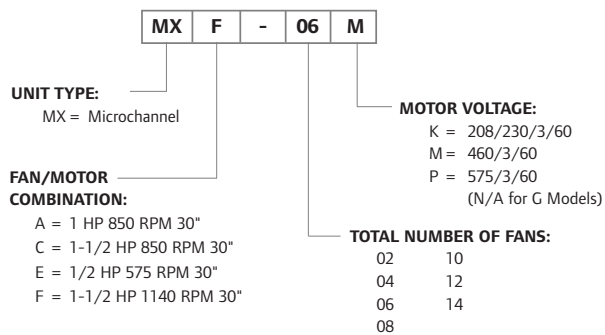 MX F - 06 M
UNIT TYPE:
MX = Microchannel
FAN/MOTOR
COMBINATION:
A = 1 HP 850 RPM 30"
C = 1-1/2 HP 850 RPM 30"
E = 1/2 HP 575 RPM 30"
F = 1-1/2 HP 1140 RPM 30"
MOTOR VOLTAGE:
K = 208/230/3/60
M = 460/3/60
P = 575/3/60
(N/A for G Models)
TOTAL NUMBER OF FANS:
02 10
04 12
06 14
08